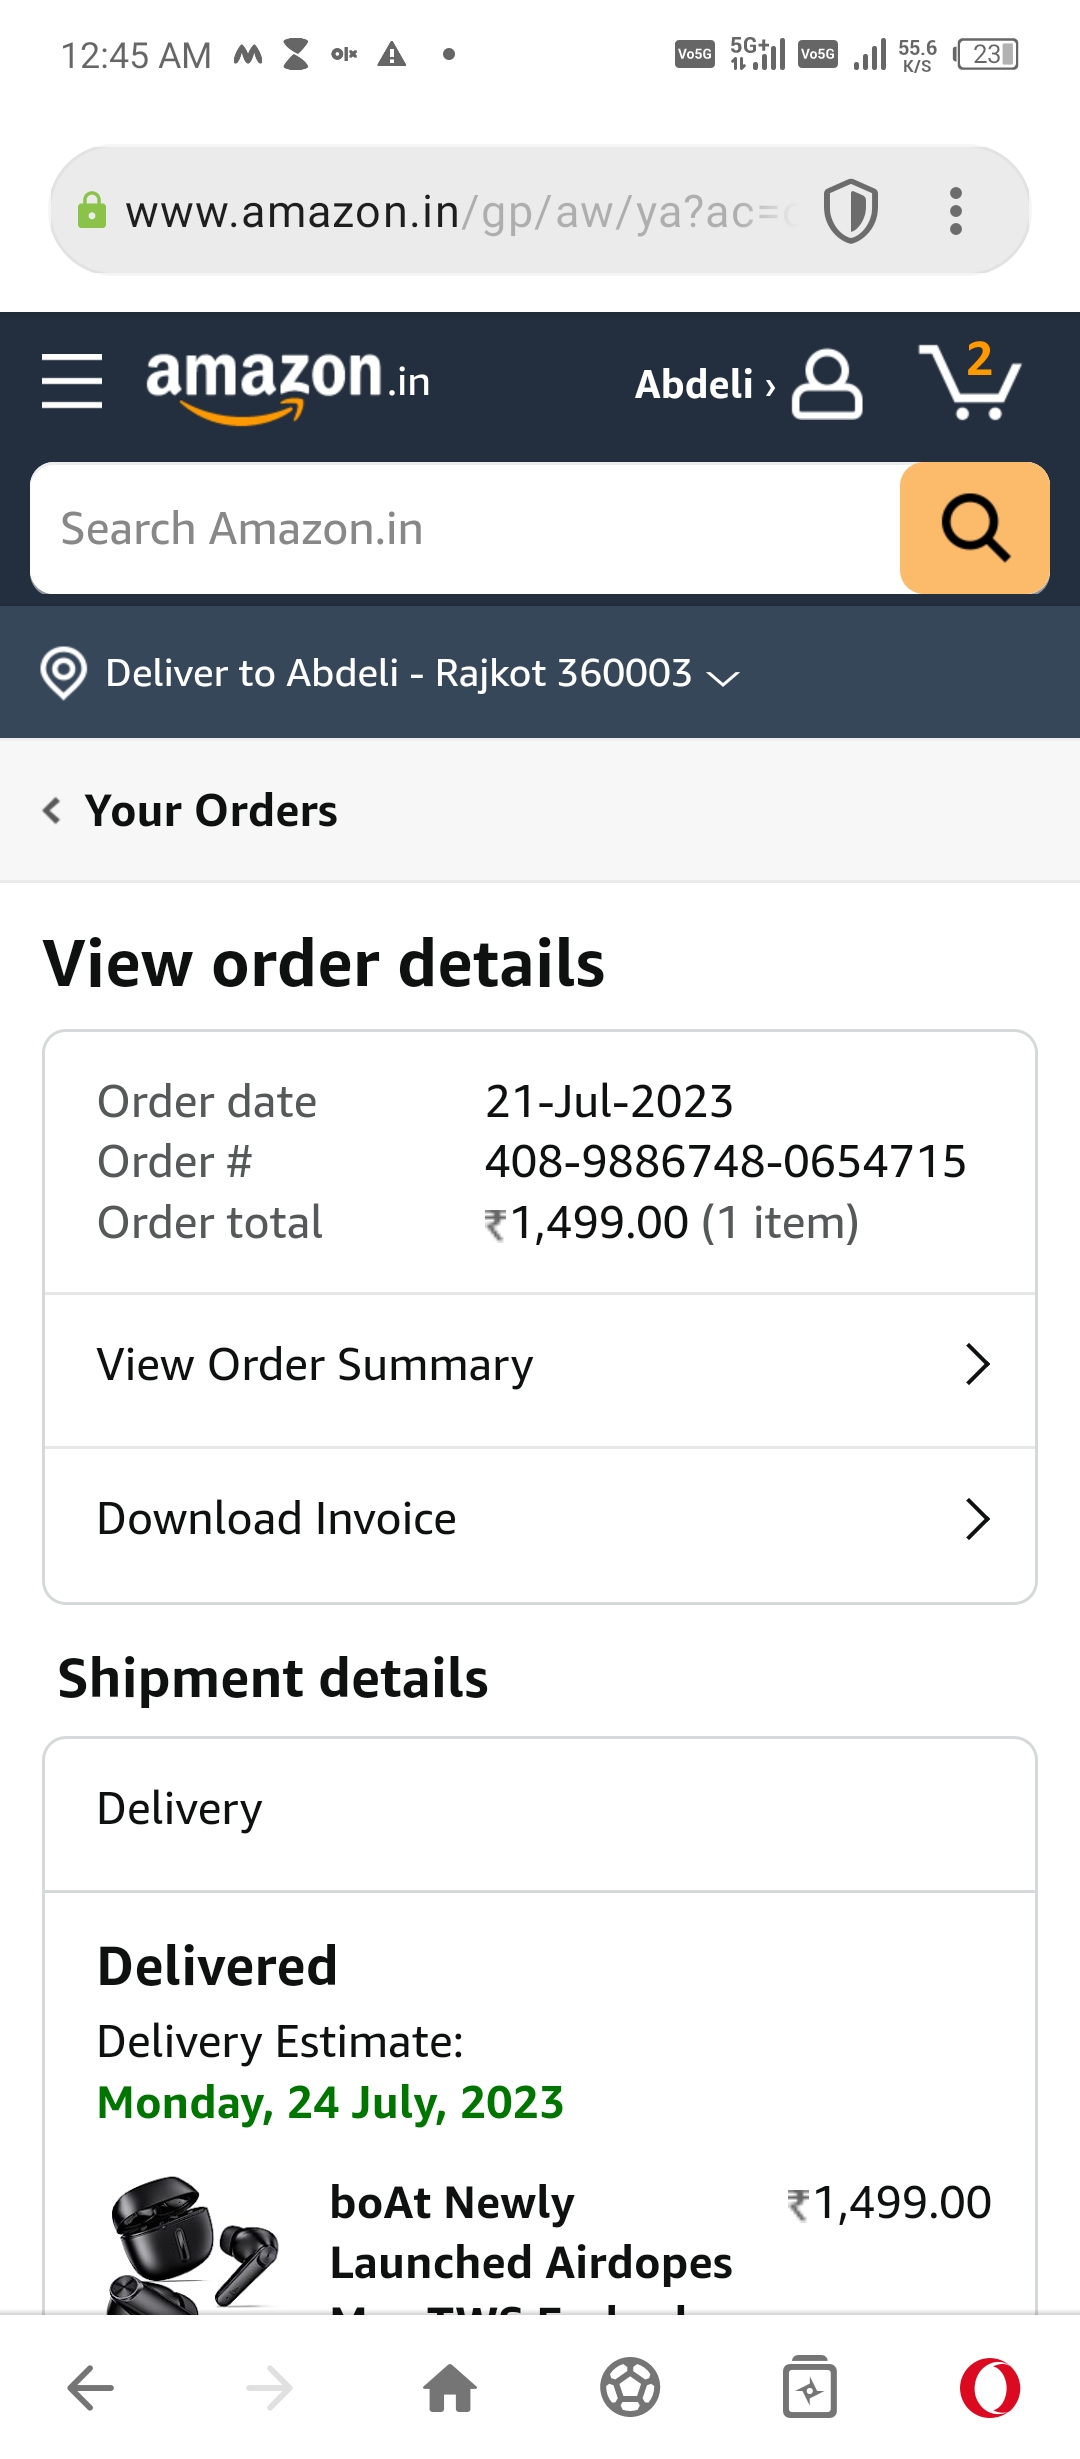 12:45 AM
olx
Vo5G
5G+
Vo5G
55.6
K/S
23
www.amazon.in/gp/aw/ya?ac=
amazon.in
Abdeli ›
2
Search Amazon.in
Deliver to Abdeli - Rajkot 360003
Your Orders
View order details
Order date 21-Jul-2023
Order # 408-9886748-0654715
Order total ₹1,499.00 (1 item)
View Order Summary
Download Invoice
Shipment details
Delivery
Delivered
Delivery Estimate:
Monday, 24 July, 2023
boAt Newly ₹1,499.00
Launched Airdopes